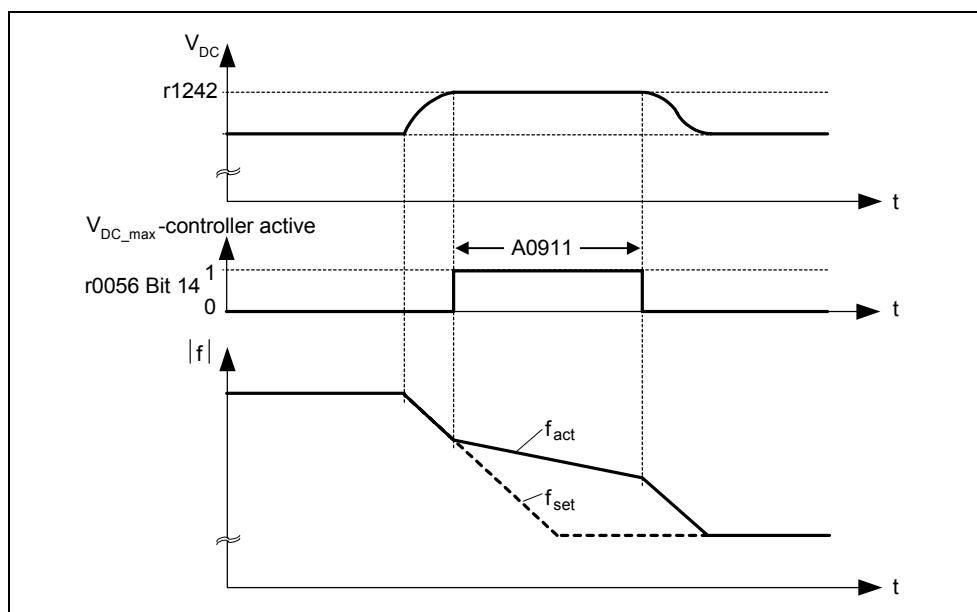 V_DC
r1242
t
V_DC_max -controller active
A0911
1
r0056 Bit 14
0
t
|f|
f_act
f_set
t